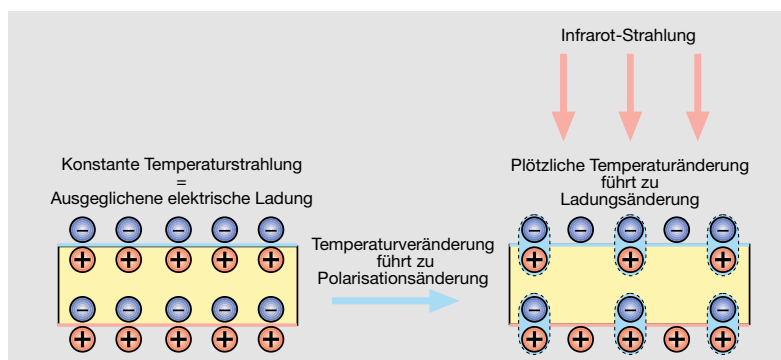 Infrarot-Strahlung
Konstante Temperaturstrahlung
=
Ausgeglichene elektrische Ladung
Plötzliche Temperaturänderung
führt zu
Ladungsänderung
Temperaturveränderung
führt zu
Polarisationsänderung
− − − − −
+ + + + +
− − − − −
+ + + + +
− − − − −
+ + +
− − −
+ + + + +